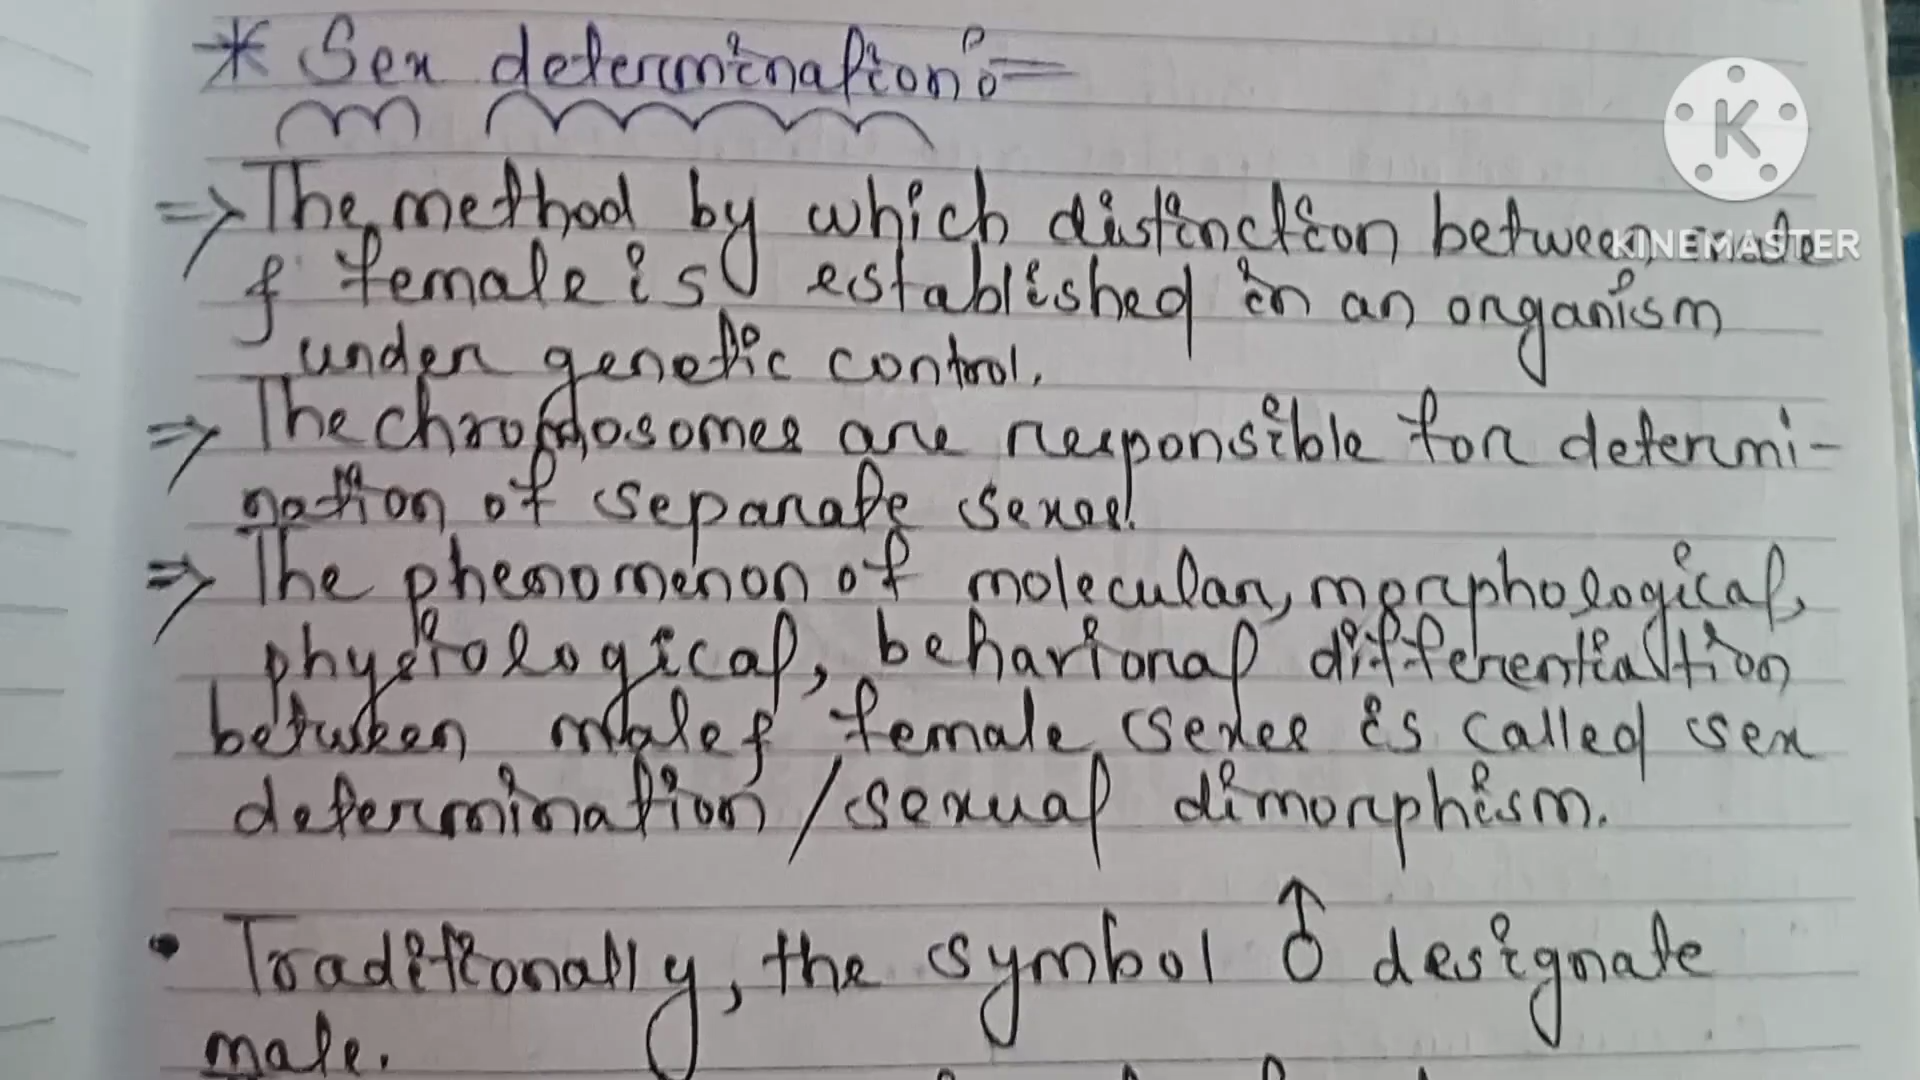 * Sex determination :=
⇒ The method by which distinction between male
& female is established in an organism
under genetic control.
⇒ The chromosomes are responsible for determi-
nation of separate sexes.
⇒ The phenomenon of molecular, morphological,
physiological, behavioral differentiation
between male & female sexes is called sex
determination / sexual dimorphism.
• Traditionally, the symbol ♂ designate
male.
K
KINEMASTER